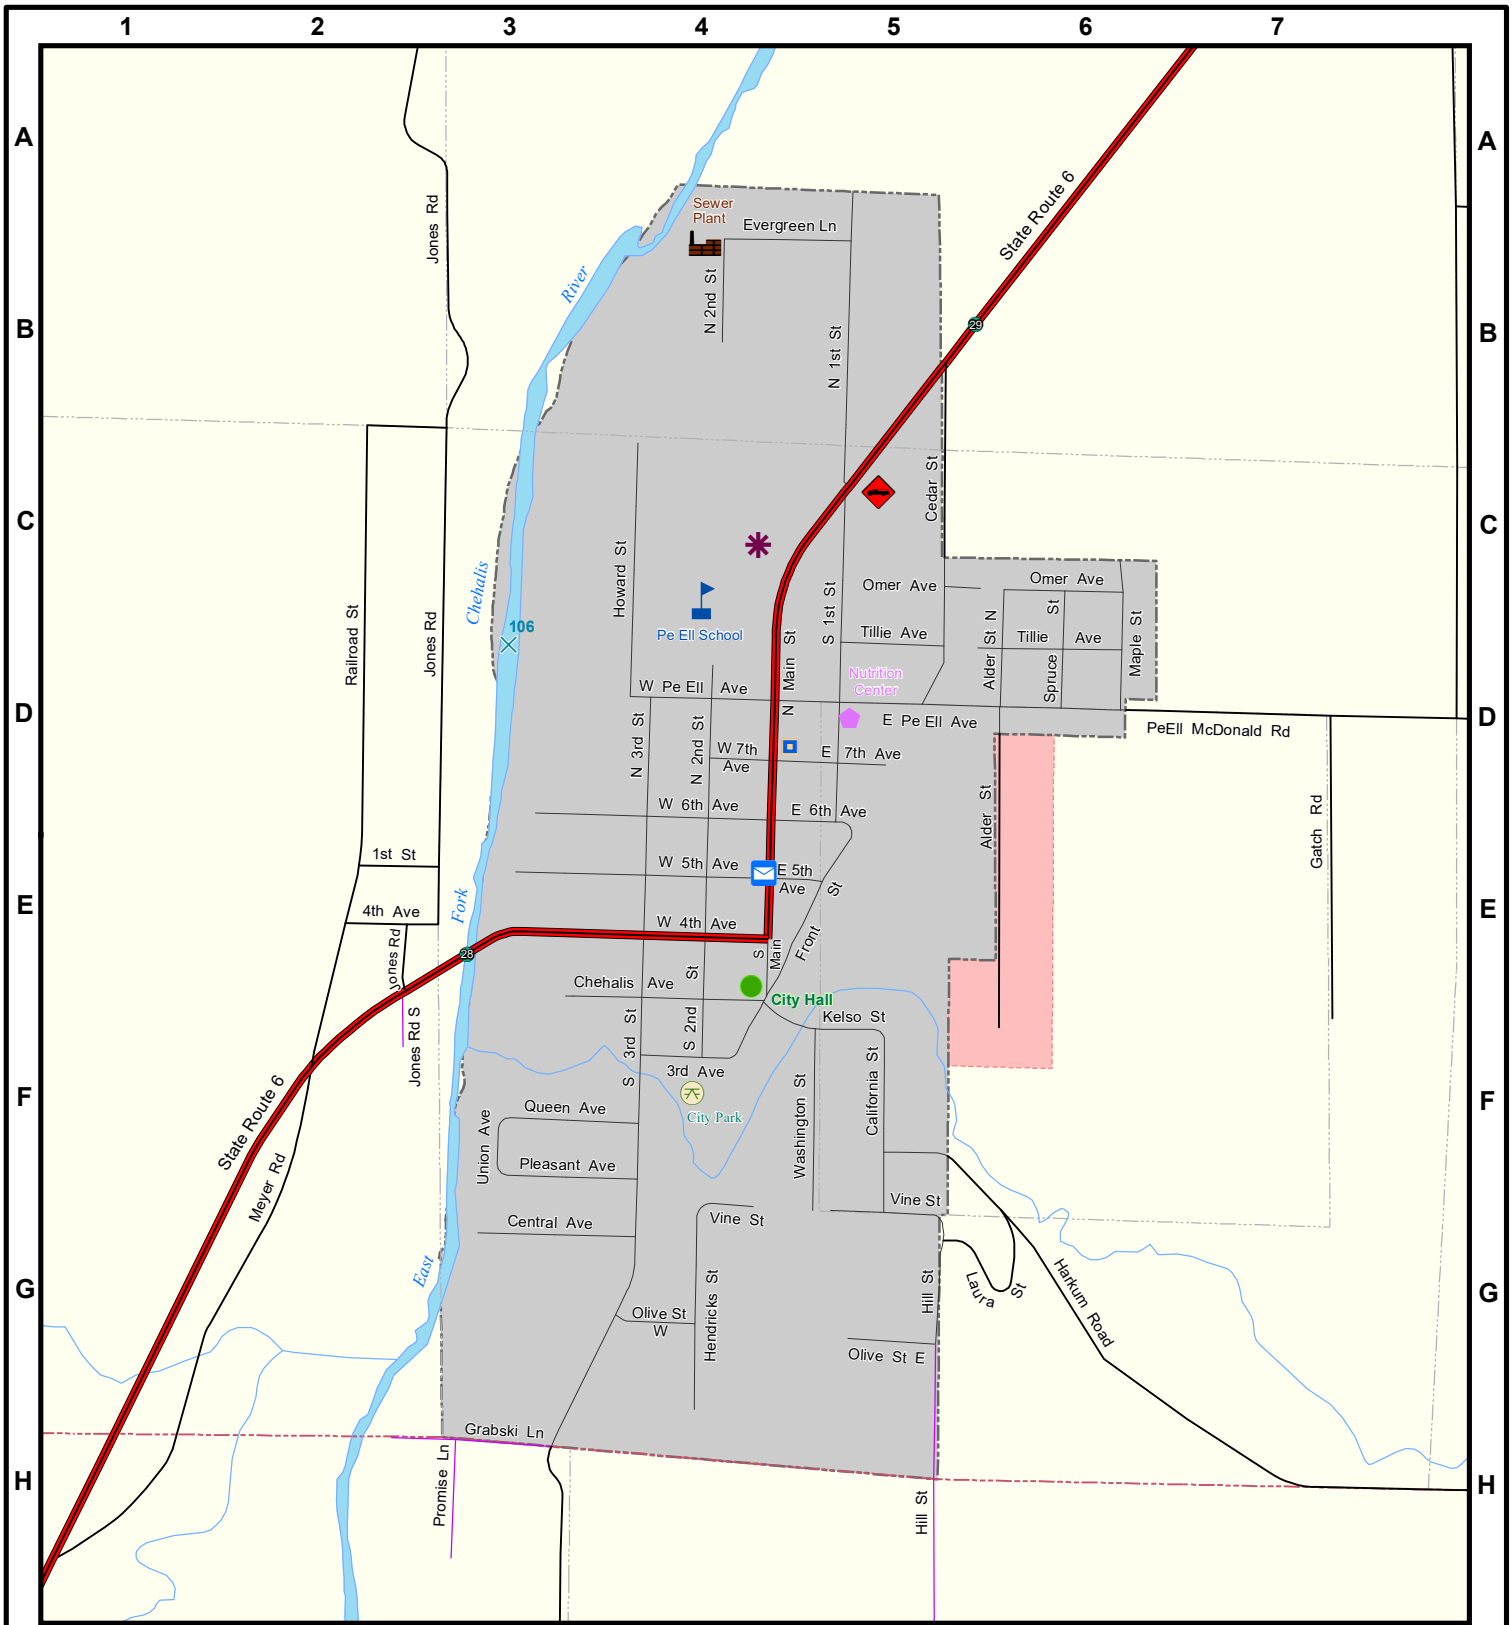 1 2 3 4 5 6 7
A
A
Jones Rd
Sewer
Plant
Evergreen Ln
State Route 6
River
N 2nd St
B
B
29
N 1st St
Cedar St
C
C
Howard St
Chehalis
106
Pe Ell School
Omer Ave
Omer Ave
S 1st St
Tillie Ave
Tillie Ave
Alder St N
Spruce St
Maple St
Railroad St
Jones Rd
N Main St
Nutrition
Center
W Pe Ell Ave
E Pe Ell Ave
D
D
PeEll McDonald Rd
N 3rd St
N 2nd St
W 7th
Ave
E 7th Ave
W 6th Ave
E 6th Ave
Alder St
Gatch Rd
1st St
W 5th Ave
E 5th
Ave
E
E
4th Ave
Fork
W 4th Ave
Front St
28
Jones Rd
S Main
Chehalis Ave
City Hall
Kelso St
Jones Rd S
S 3rd St
S 2nd St
3rd Ave
City Park
F
F
State Route 6
Meyer Rd
Union Ave
Queen Ave
Pleasant Ave
Washington St
California St
Vine St
Vine St
Central Ave
East
G
G
Olive St
W
Hendricks St
Hill St
Laura St
Harkum Road
Olive St E
Grabski Ln
Promise Ln
Hill St
H
H